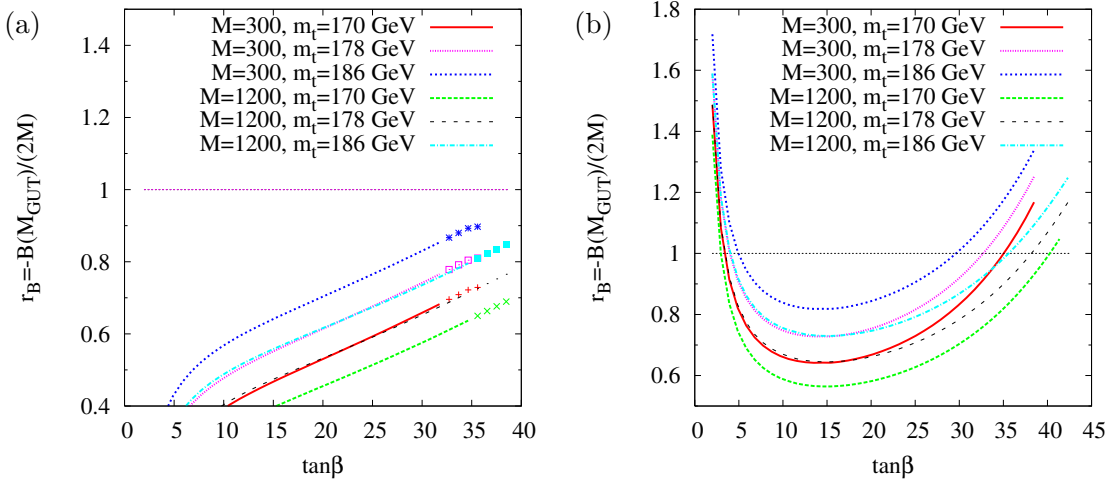 (a)
r_B=-B(M_GUT)/(2M)
1.4
1.2
1
0.8
0.6
0.4
M=300, m_t=170 GeV
M=300, m_t=178 GeV
M=300, m_t=186 GeV
M=1200, m_t=170 GeV
M=1200, m_t=178 GeV
M=1200, m_t=186 GeV
0 5 10 15 20 25 30 35 40
tanβ
(b)
r_B=-B(M_GUT)/(2M)
1.8
1.6
1.4
1.2
1
0.8
0.6
M=300, m_t=170 GeV
M=300, m_t=178 GeV
M=300, m_t=186 GeV
M=1200, m_t=170 GeV
M=1200, m_t=178 GeV
M=1200, m_t=186 GeV
0 5 10 15 20 25 30 35 40 45
tanβ